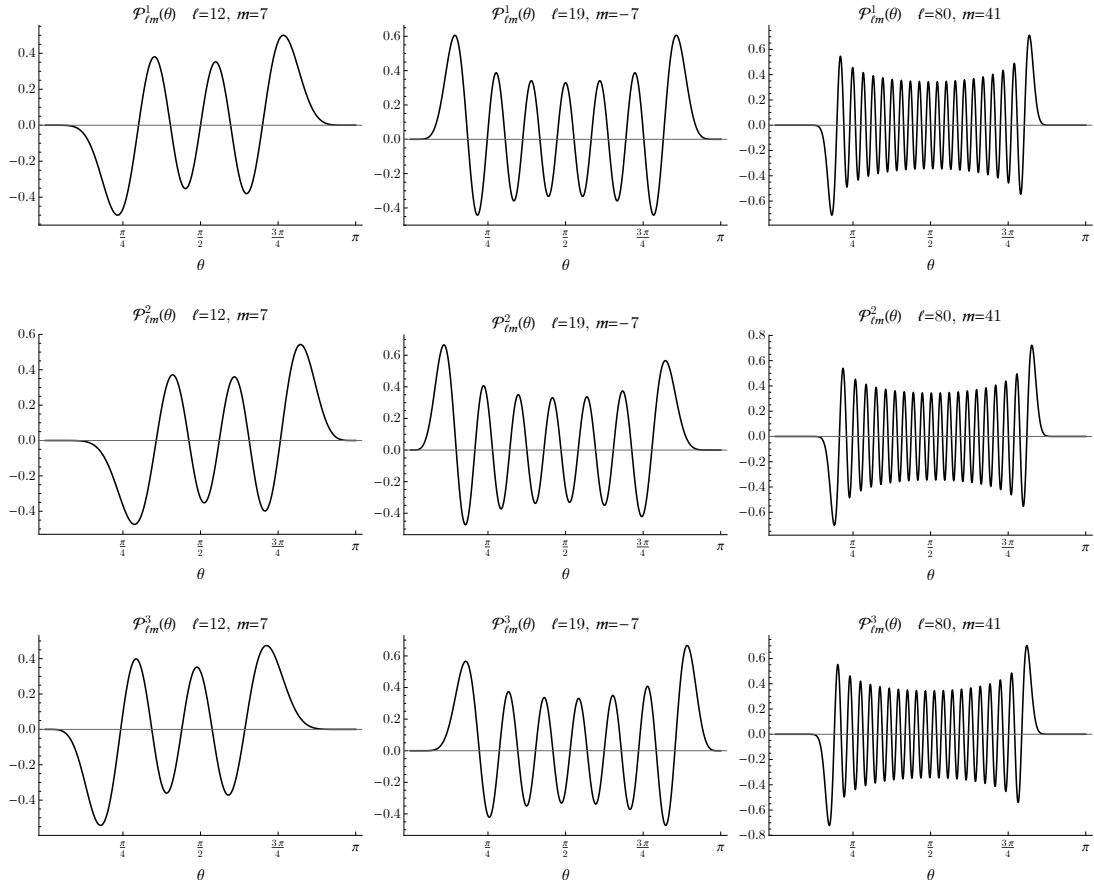 𝒫¹ℓm(θ) ℓ=12, m=7
0.4
0.2
0.0
−0.2
−0.4
π/4
π/2
3π/4
π
θ
𝒫¹ℓm(θ) ℓ=19, m=−7
0.6
0.4
0.2
0.0
−0.2
−0.4
π/4
π/2
3π/4
π
θ
𝒫¹ℓm(θ) ℓ=80, m=41
0.6
0.4
0.2
0.0
−0.2
−0.4
−0.6
π/4
π/2
3π/4
π
θ
𝒫²ℓm(θ) ℓ=12, m=7
0.6
0.4
0.2
0.0
−0.2
−0.4
π/4
π/2
3π/4
π
θ
𝒫²ℓm(θ) ℓ=19, m=−7
0.6
0.4
0.2
0.0
−0.2
−0.4
π/4
π/2
3π/4
π
θ
𝒫²ℓm(θ) ℓ=80, m=41
0.8
0.6
0.4
0.2
0.0
−0.2
−0.4
−0.6
π/4
π/2
3π/4
π
θ
𝒫³ℓm(θ) ℓ=12, m=7
0.4
0.2
0.0
−0.2
−0.4
π/4
π/2
3π/4
π
θ
𝒫³ℓm(θ) ℓ=19, m=−7
0.6
0.4
0.2
0.0
−0.2
−0.4
π/4
π/2
3π/4
π
θ
𝒫³ℓm(θ) ℓ=80, m=41
0.6
0.4
0.2
0.0
−0.2
−0.4
−0.6
−0.8
π/4
π/2
3π/4
π
θ